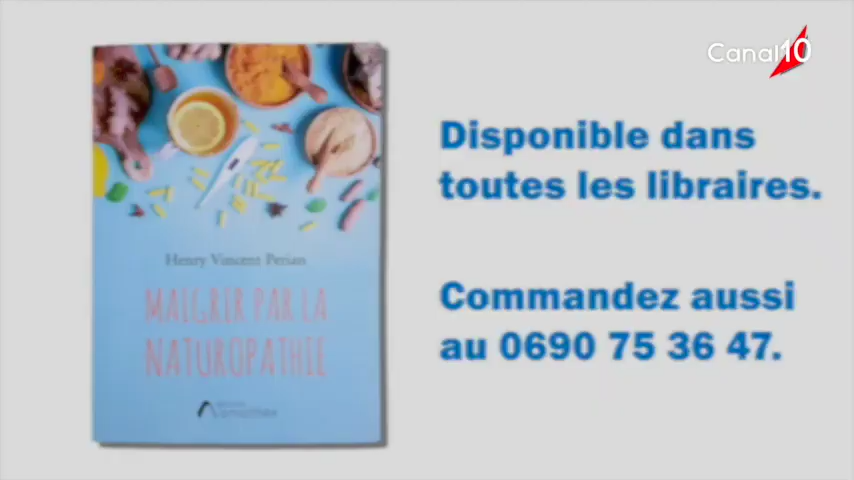 Canal10
Disponible dans
toutes les libraires.
Henry Vincent Perian
MAIGRIR PAR LA
NATUROPATHIE
Commandez aussi
au 0690 75 36 47.